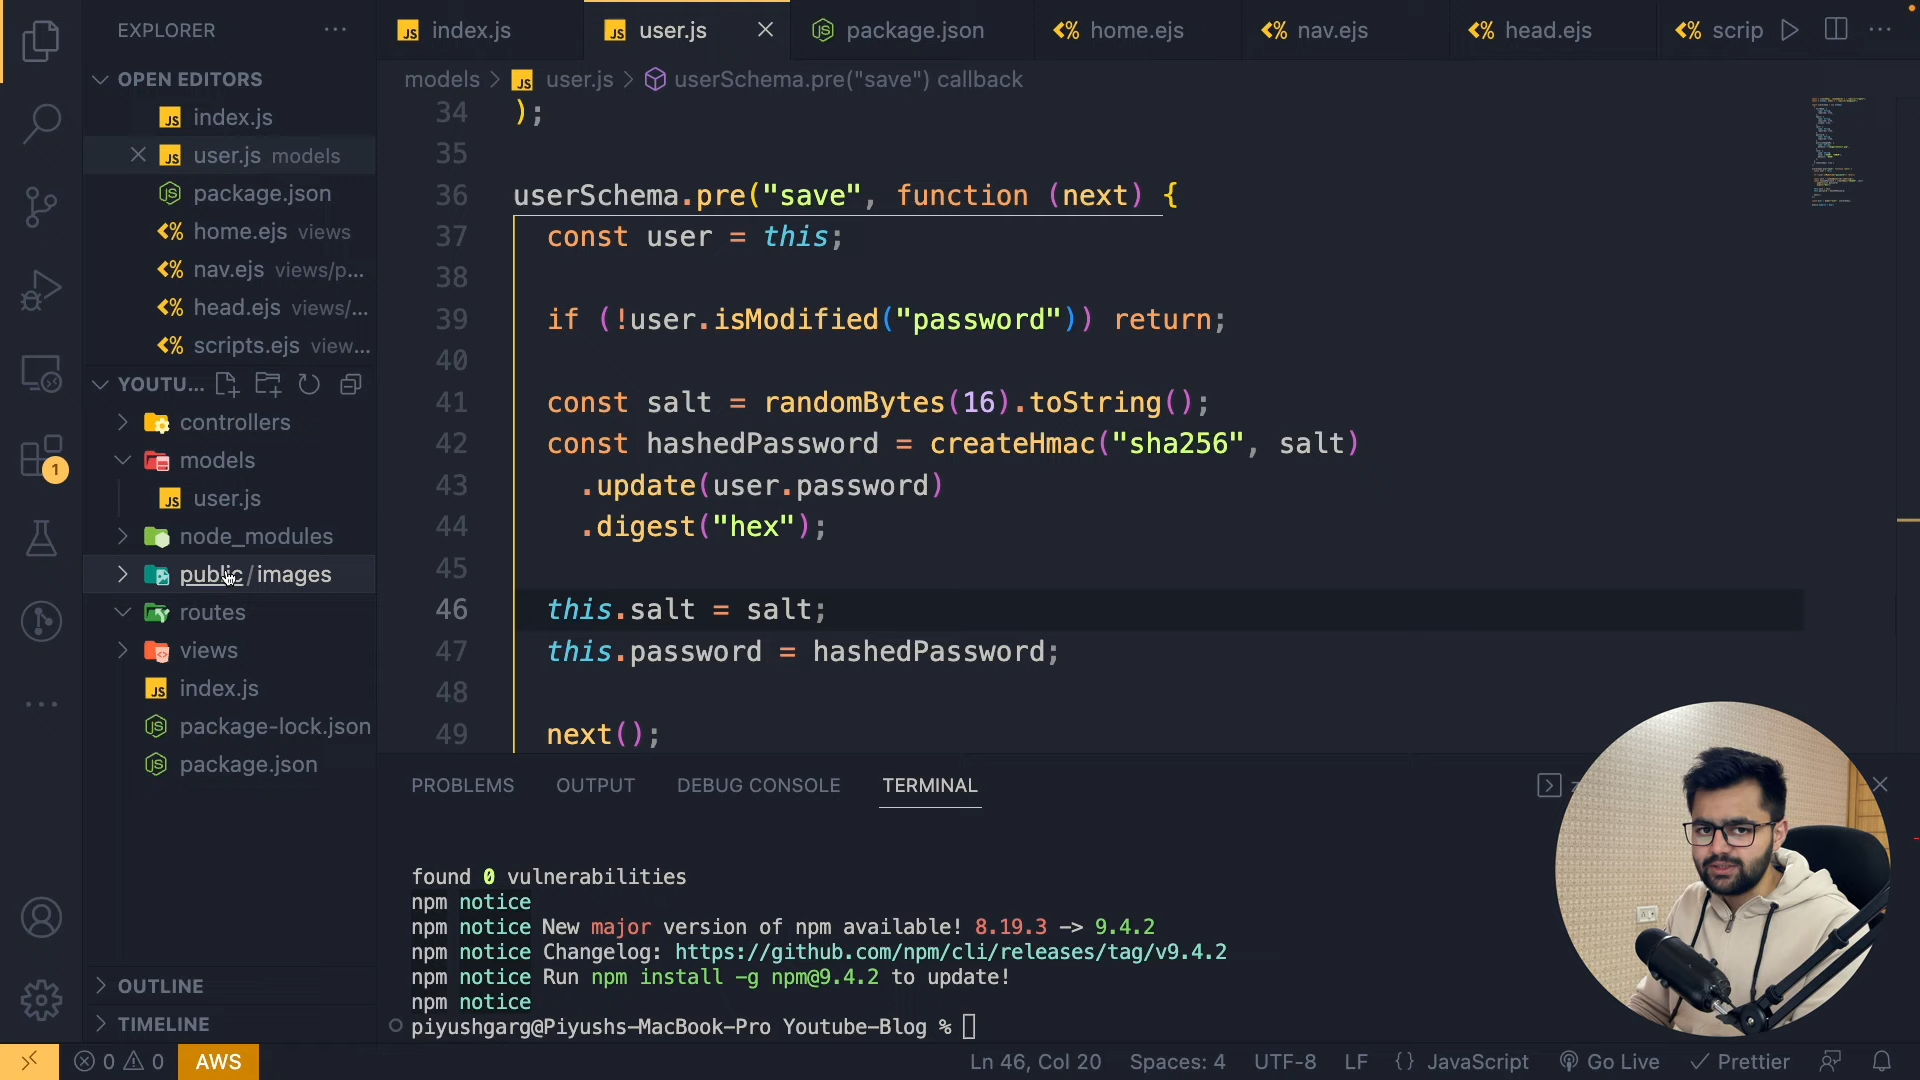 EXPLORER
index.js
user.js
package.json
home.ejs
nav.ejs
head.ejs
scrip
OPEN EDITORS
index.js
user.js models
package.json
home.ejs views
nav.ejs views/p...
head.ejs views/...
scripts.ejs view...
YOUTU...
controllers
models
user.js
node_modules
public / images
routes
views
index.js
package-lock.json
package.json
OUTLINE
TIMELINE
1
models > user.js > userSchema.pre("save") callback
34 );
35
36 userSchema.pre("save", function (next) {
37 const user = this;
38
39 if (!user.isModified("password")) return;
40
41 const salt = randomBytes(16).toString();
42 const hashedPassword = createHmac("sha256", salt)
43 .update(user.password)
44 .digest("hex");
45
46 this.salt = salt;
47 this.password = hashedPassword;
48
49 next();
PROBLEMS OUTPUT DEBUG CONSOLE TERMINAL
found 0 vulnerabilities
npm notice
npm notice New major version of npm available! 8.19.3 -> 9.4.2
npm notice Changelog: https://github.com/npm/cli/releases/tag/v9.4.2
npm notice Run npm install -g npm@9.4.2 to update!
npm notice
piyushgarg@Piyushs-MacBook-Pro Youtube-Blog %
0 0 AWS
Ln 46, Col 20 Spaces: 4 UTF-8 LF {} JavaScript Go Live Prettier